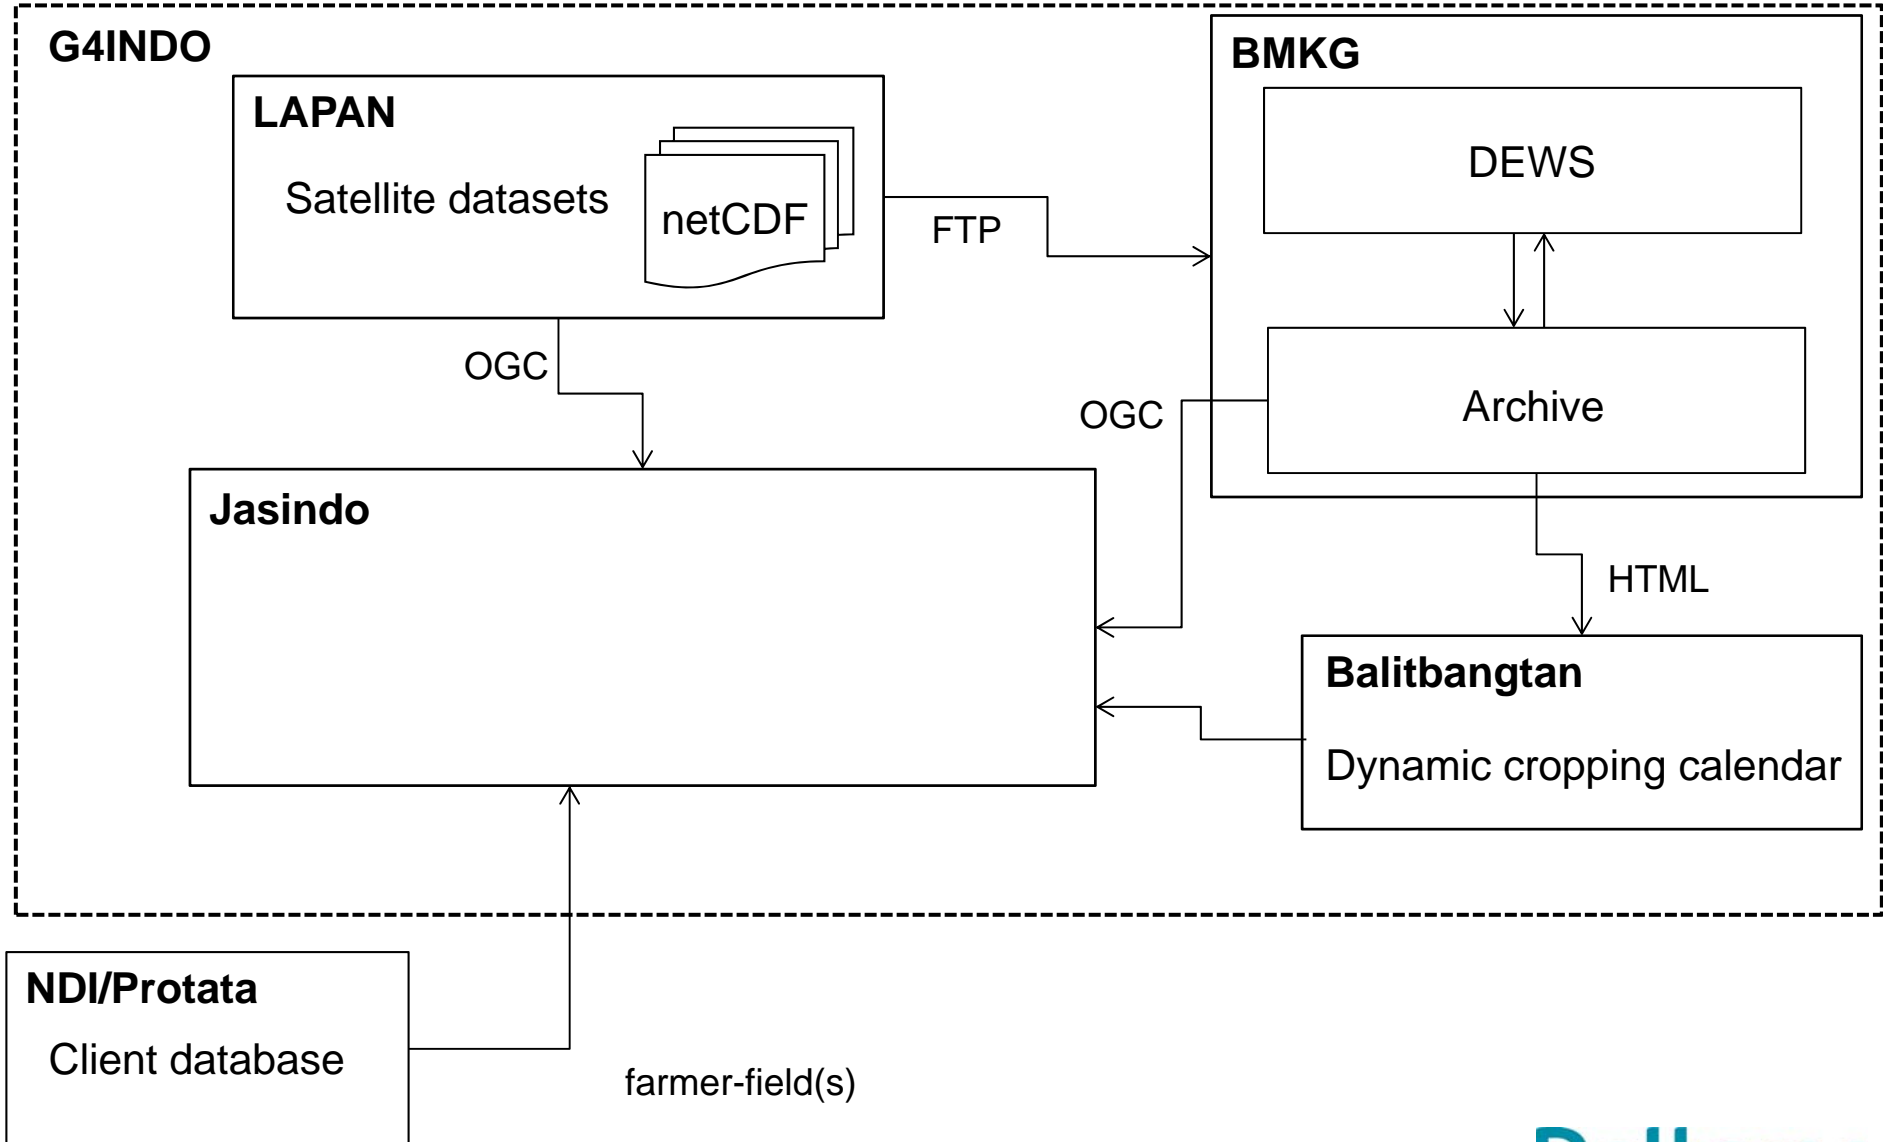 G4INDO
BMKG
LAPAN
DEWS
Satellite datasets
netCDF
FTP
OGC
Archive
OGC
Jasindo
HTML
Balitbangtan
Dynamic cropping calendar
NDI/Protata
Client database
farmer-field(s)